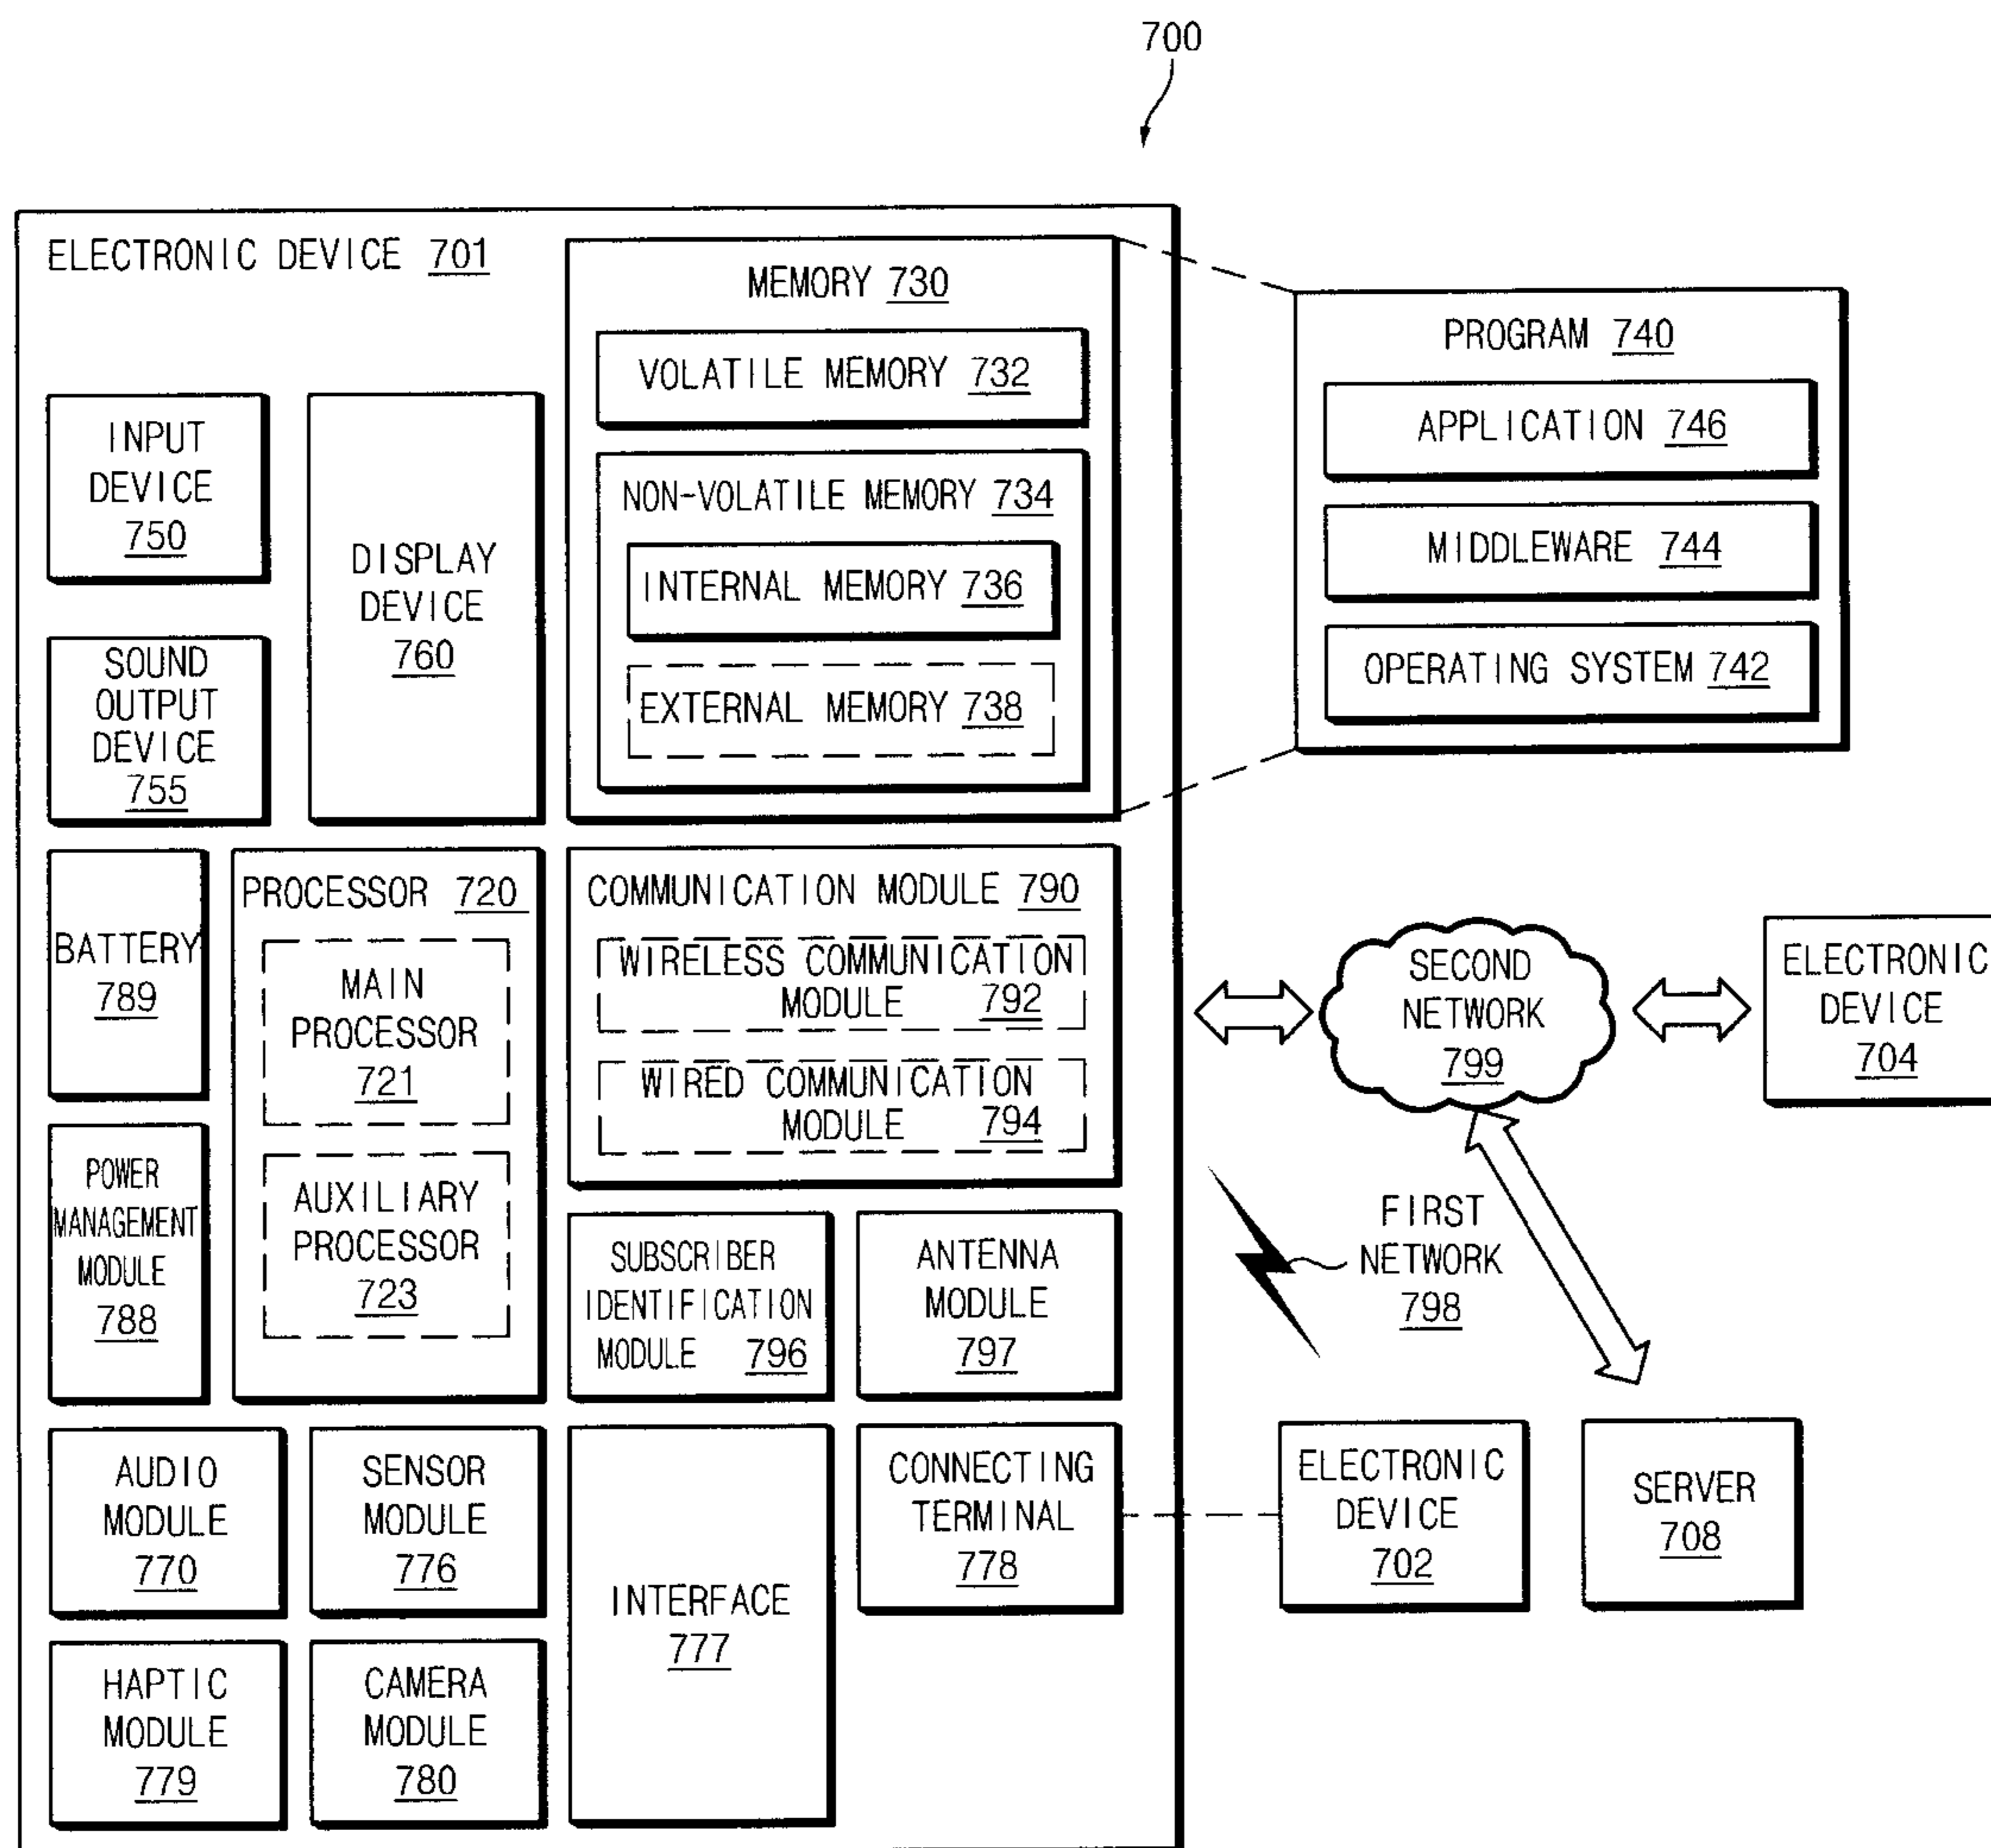 700
ELECTRONIC DEVICE 701
MEMORY 730
VOLATILE MEMORY 732
NON-VOLATILE MEMORY 734
INTERNAL MEMORY 736
EXTERNAL MEMORY 738
PROGRAM 740
APPLICATION 746
MIDDLEWARE 744
OPERATING SYSTEM 742
INPUT
DEVICE
750
DISPLAY
DEVICE
760
SOUND
OUTPUT
DEVICE
755
BATTERY
789
PROCESSOR 720
MAIN
PROCESSOR
721
AUXILIARY
PROCESSOR
723
POWER
MANAGEMENT
MODULE
788
COMMUNICATION MODULE 790
WIRELESS COMMUNICATION
MODULE 792
WIRED COMMUNICATION
MODULE 794
SECOND
NETWORK
799
ELECTRONIC
DEVICE
704
SUBSCRIBER
IDENTIFICATION
MODULE 796
ANTENNA
MODULE
797
FIRST
NETWORK
798
AUDIO
MODULE
770
SENSOR
MODULE
776
INTERFACE
777
CONNECTING
TERMINAL
778
ELECTRONIC
DEVICE
702
SERVER
708
HAPTIC
MODULE
779
CAMERA
MODULE
780